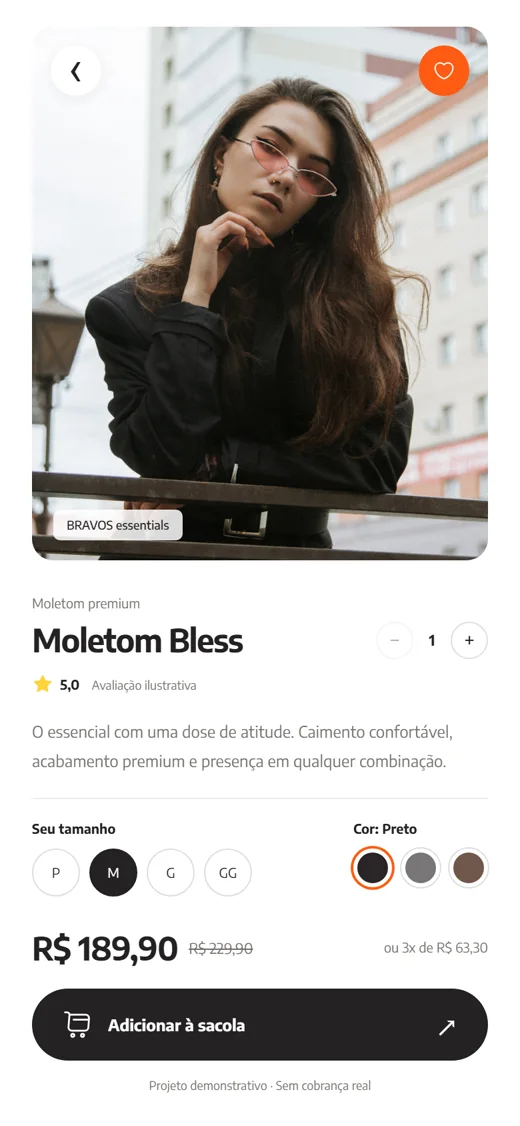 BRAVOS essentials
Moletom premium
Moletom Bless
− 1 +
5,0 Avaliação ilustrativa
O essencial com uma dose de atitude. Caimento confortável,
acabamento premium e presença em qualquer combinação.
Seu tamanho
Cor: Preto
P M G GG
R$ 189,90 R$ 229,90 ou 3x de R$ 63,30
Adicionar à sacola
Projeto demonstrativo · Sem cobrança real